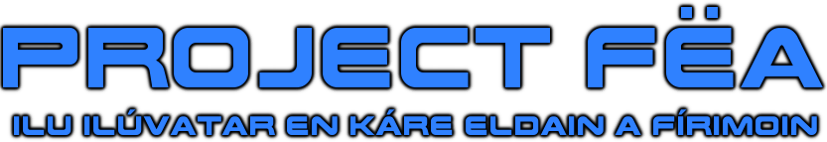 PROJECT FËA
ILU ILÚVATAR EN KÁRE ELDAIN A FÍRIMOIN